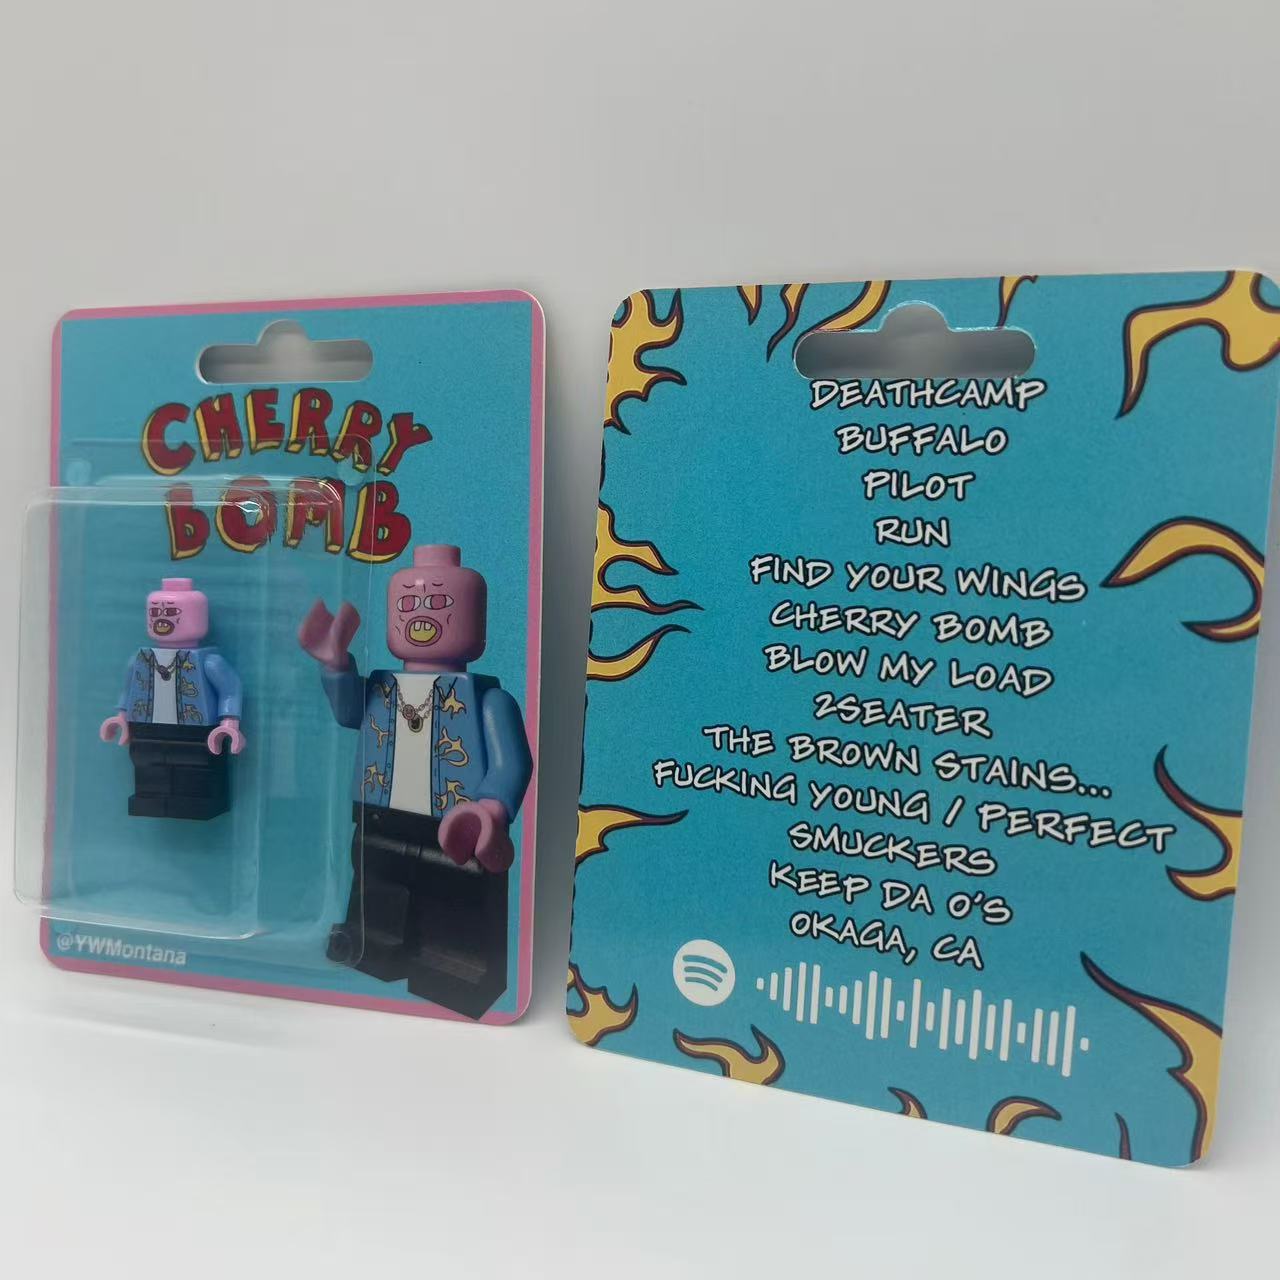 CHERRY
BOMB
@YWMontana
DEATHCAMP
BUFFALO
PILOT
RUN
FIND YOUR WINGS
CHERRY BOMB
BLOW MY LOAD
2SEATER
THE BROWN STAINS...
FUCKING YOUNG / PERFECT
SMUCKERS
KEEP DA O'S
OKAGA, CA